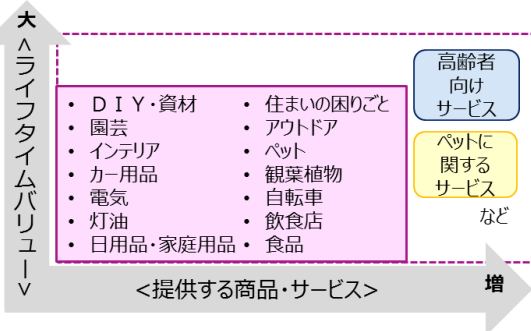 大
<ライフタイムバリュー>
・ ＤＩＹ・資材
・ 園芸
・ インテリア
・ カー用品
・ 電気
・ 灯油
・ 日用品・家庭用品
・ 住まいの困りごと
・ アウトドア
・ ペット
・ 観葉植物
・ 自転車
・ 飲食店
・ 食品
高齢者
向け
サービス
ペットに
関する
サービス
など
<提供する商品・サービス>
増